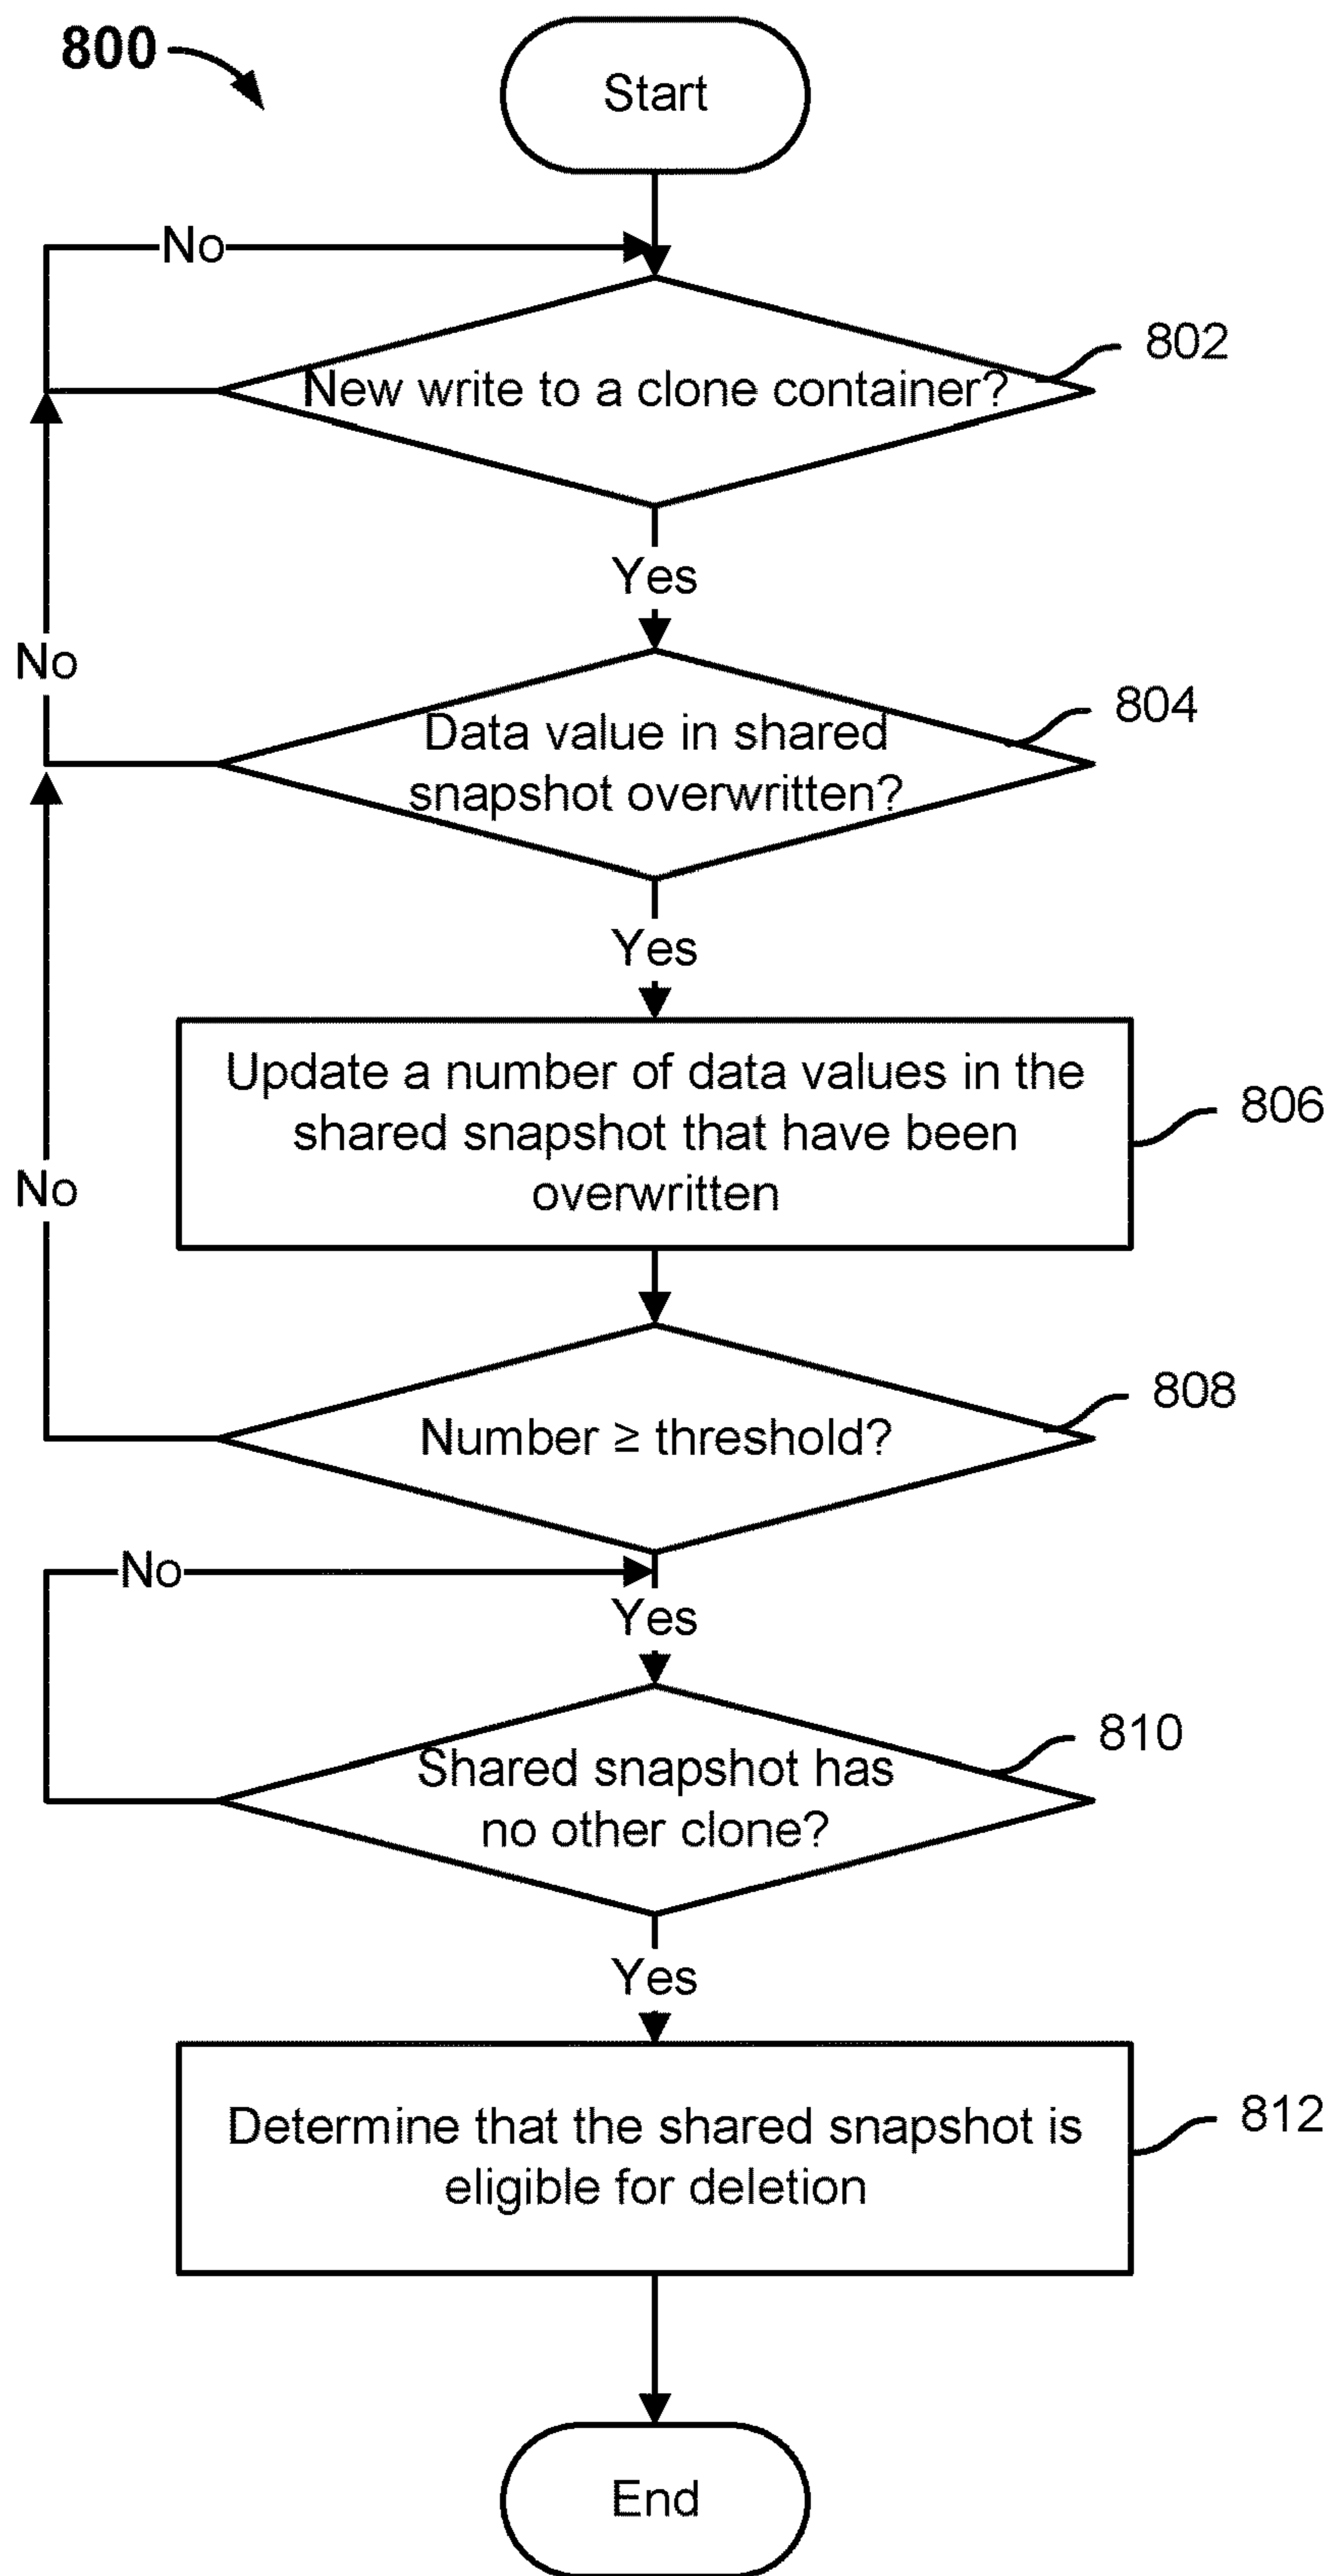 800
Start
No
New write to a clone container?
802
Yes
No
Data value in shared
snapshot overwritten?
804
Yes
Update a number of data values in the
shared snapshot that have been
overwritten
806
No
Number ≥ threshold?
808
No
Yes
Shared snapshot has
no other clone?
810
Yes
Determine that the shared snapshot is
eligible for deletion
812
End